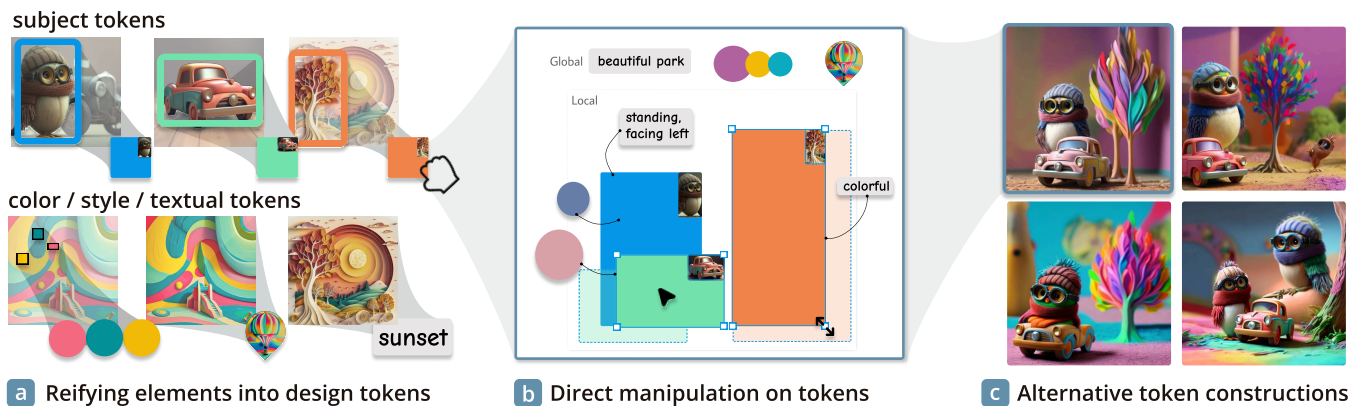 subject tokens
color / style / textual tokens
sunset
a Reifying elements into design tokens
Global beautiful park
Local
standing,
facing left
colorful
b Direct manipulation on tokens
c Alternative token constructions